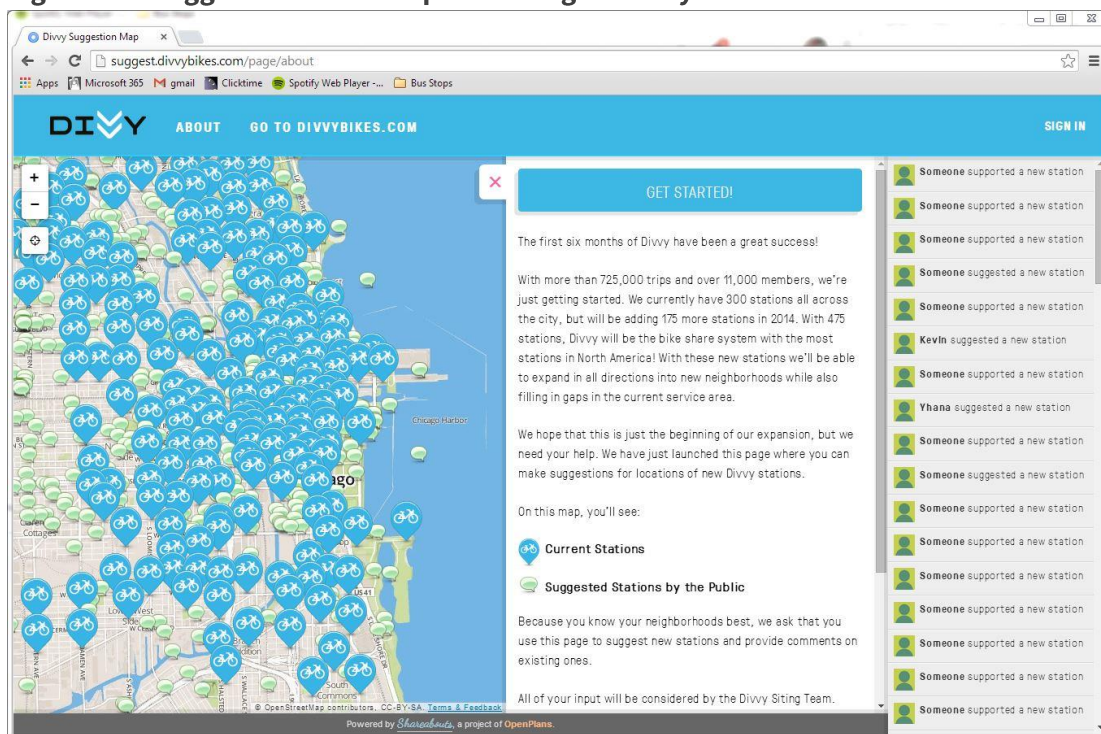 Divvy Suggestion Map
suggest.divvybikes.com/page/about
Apps Microsoft 365 gmail Clicktime Spotify Web Player -... Bus Stops
DIVVY ABOUT GO TO DIVVYBIKES.COM SIGN IN
+
-
Chicago Harbor
US41
South
Commons
© OpenStreetMap contributors, CC-BY-SA. Terms & Feedback
GET STARTED!
The first six months of Divvy have been a great success!
With more than 725,000 trips and over 11,000 members, we're
just getting started. We currently have 300 stations all across
the city, but will be adding 175 more stations in 2014. With 475
stations, Divvy will be the bike share system with the most
stations in North America! With these new stations we'll be able
to expand in all directions into new neighborhoods while also
filling in gaps in the current service area.
We hope that this is just the beginning of our expansion, but we
need your help. We have just launched this page where you can
make suggestions for locations of new Divvy stations.
On this map, you'll see:
Current Stations
Suggested Stations by the Public
Because you know your neighborhoods best, we ask that you
use this page to suggest new stations and provide comments on
existing ones.
All of your input will be considered by the Divvy Siting Team.
Someone supported a new station
Someone supported a new station
Someone supported a new station
Someone suggested a new station
Someone supported a new station
Kevin suggested a new station
Someone supported a new station
Yhana suggested a new station
Someone supported a new station
Someone suggested a new station
Someone supported a new station
Someone supported a new station
Someone supported a new station
Someone supported a new station
Someone supported a new station
Someone supported a new station
Someone supported a new station
Powered by Shareabouts, a project of OpenPlans.